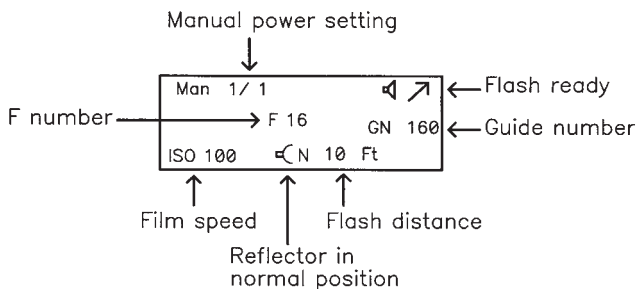 Manual power setting
Man 1/ 1
Flash ready
F number
F 16
GN 160
Guide number
ISO 100
N 10 Ft
Film speed
Flash distance
Reflector in
normal position